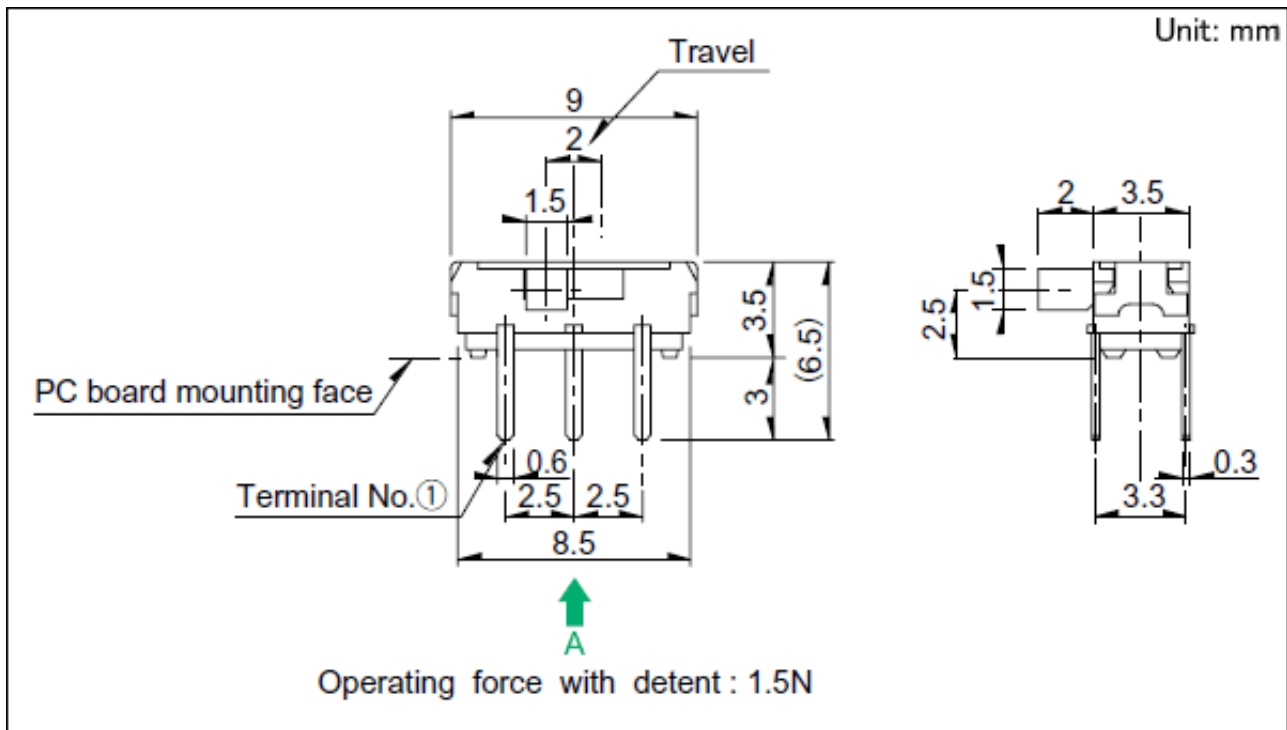 Unit: mm
Travel
9
2
1.5
2
3.5
1.5
2.5
3.5
(6.5)
3
PC board mounting face
0.6
Terminal No.①
2.5
2.5
0.3
3.3
8.5
A
Operating force with detent : 1.5N